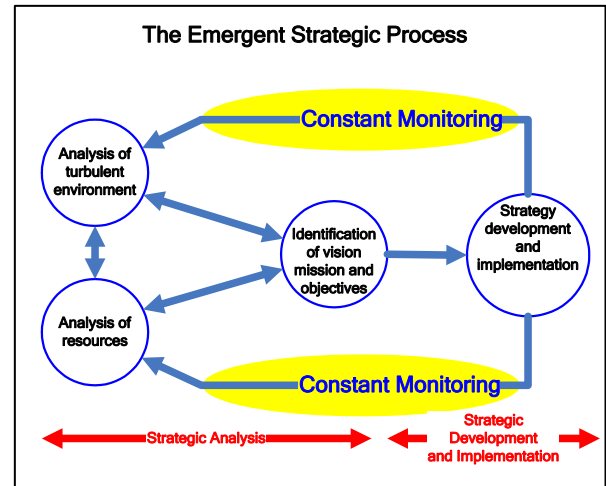 The Emergent Strategic Process
Constant Monitoring
Analysis of
turbulent
environment
Identification
of vision
mission and
objectives
Strategy
development
and
implementation
Analysis of
resources
Constant Monitoring
Strategic Analysis
Strategic
Development
and Implementation